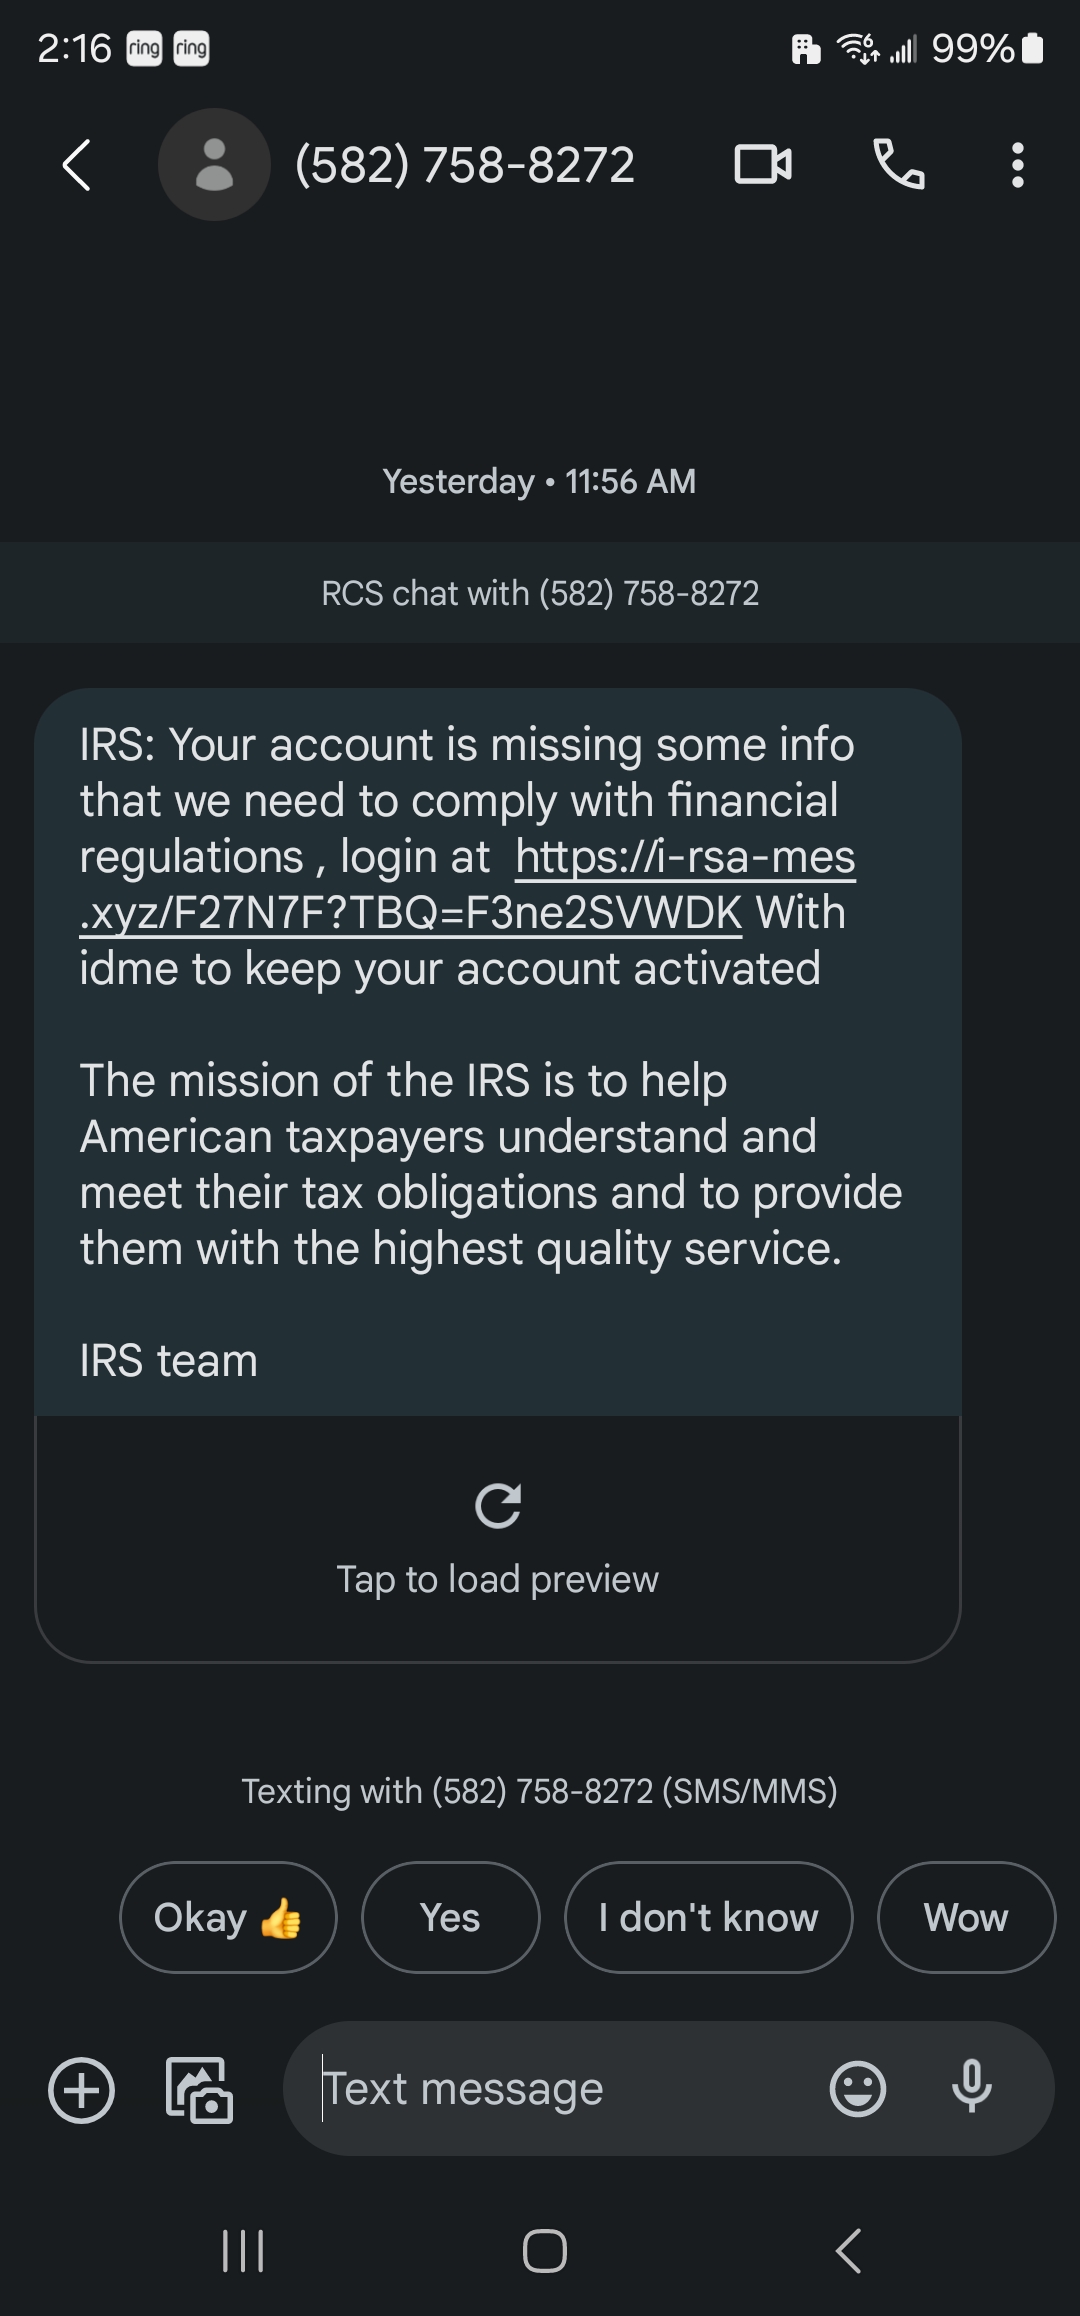 2:16 ring ring 6 99%
(582) 758-8272
Yesterday • 11:56 AM
RCS chat with (582) 758-8272
IRS: Your account is missing some info
that we need to comply with financial
regulations , login at  https://i-rsa-mes
.xyz/F27N7F?TBQ=F3ne2SVWDK With
idme to keep your account activated
The mission of the IRS is to help
American taxpayers understand and
meet their tax obligations and to provide
them with the highest quality service.
IRS team
Tap to load preview
Texting with (582) 758-8272 (SMS/MMS)
Okay 👍 Yes I don't know Wow
Text message